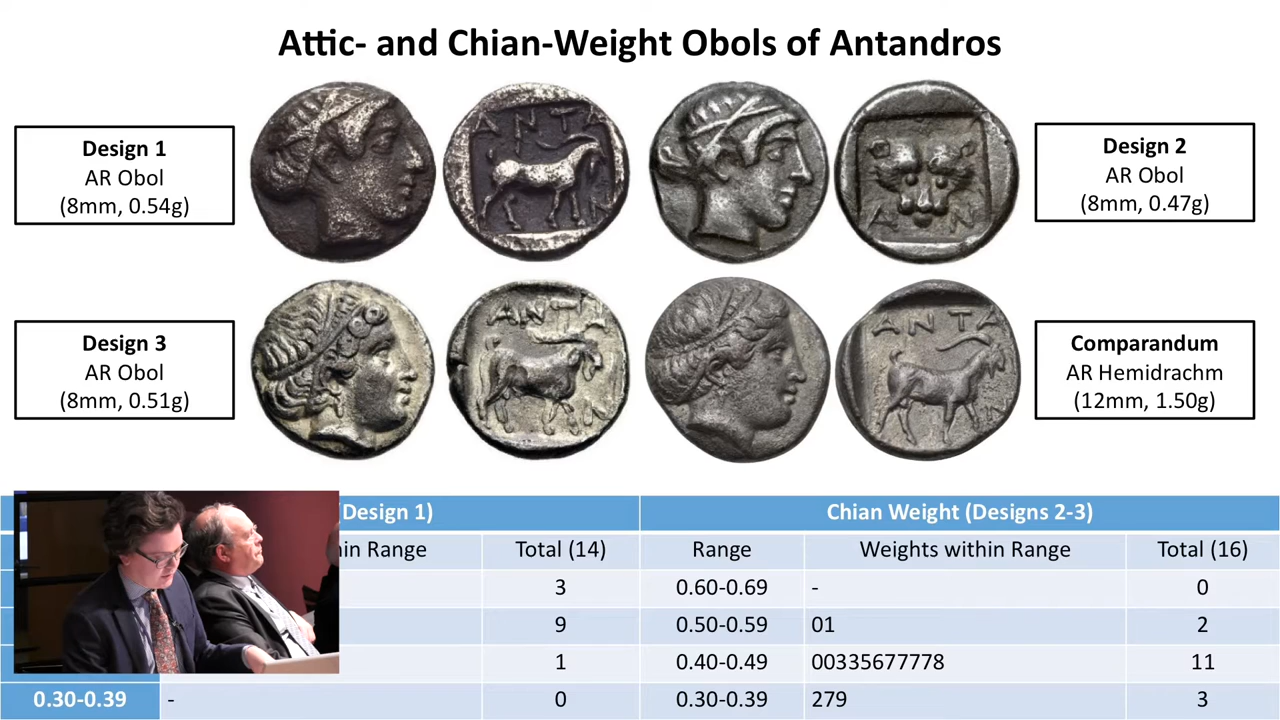 Attic- and Chian-Weight Obols of Antandros
Design 1
AR Obol
(8mm, 0.54g)
ΑΝΤΑ
Ν
Design 2
AR Obol
(8mm, 0.47g)
Α Ν
Design 3
AR Obol
(8mm, 0.51g)
ΑΝΤΑ
Ν
Comparandum
AR Hemidrachm
(12mm, 1.50g)
ΑΝΤΑ
Ν
(Design 1) Chian Weight (Designs 2-3)
Range Total (14) Range Weights within Range Total (16)
3 0.60-0.69 - 0
9 0.50-0.59 01 2
1 0.40-0.49 00335677778 11
0.30-0.39 - 0 0.30-0.39 279 3